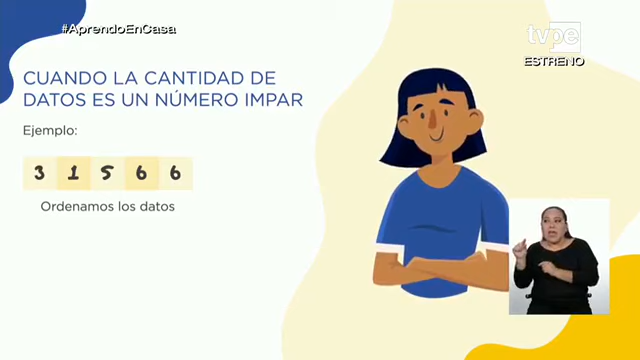 #AprendoEnCasa
tvpe
ESTRENO
CUANDO LA CANTIDAD DE
DATOS ES UN NÚMERO IMPAR
Ejemplo:
3 1 5 6 6
Ordenamos los datos